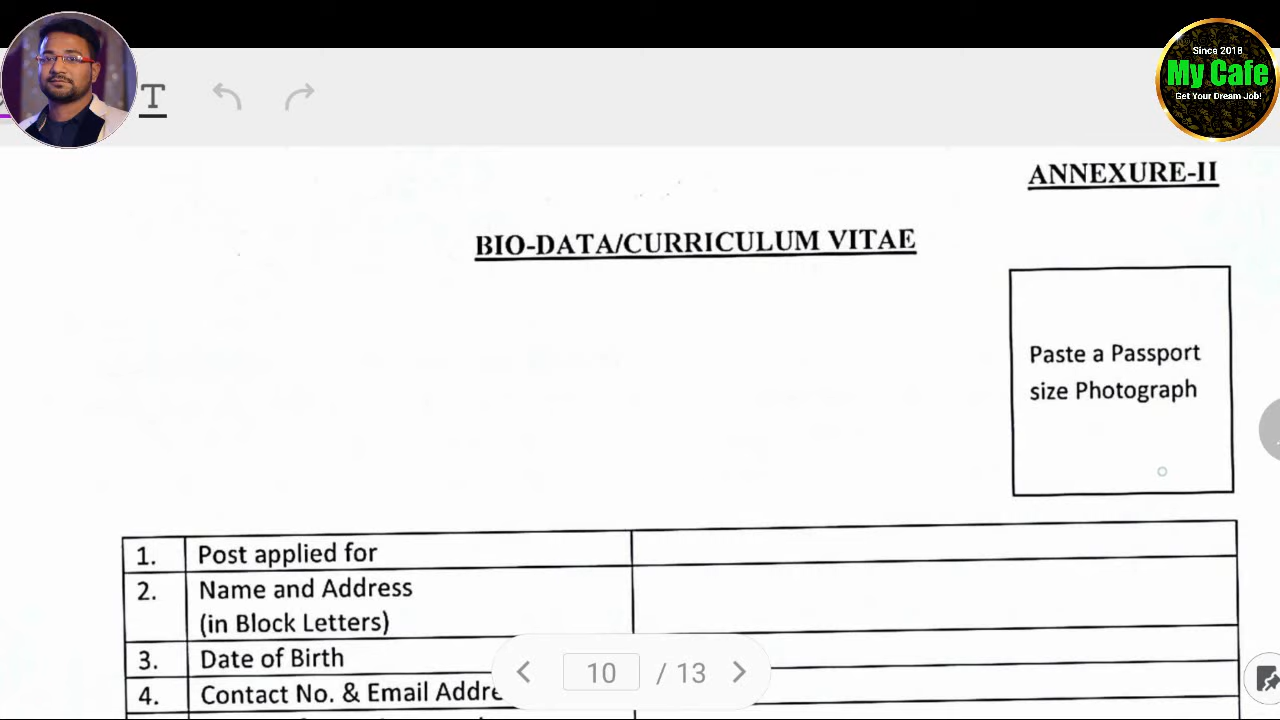 Since 2018
My Cafe
Get Your Dream Job!
T
ANNEXURE-II
BIO-DATA/CURRICULUM VITAE
Paste a Passport
size Photograph
1. Post applied for
2. Name and Address
(in Block Letters)
3. Date of Birth
4. Contact No. & Email Addre
10 / 13